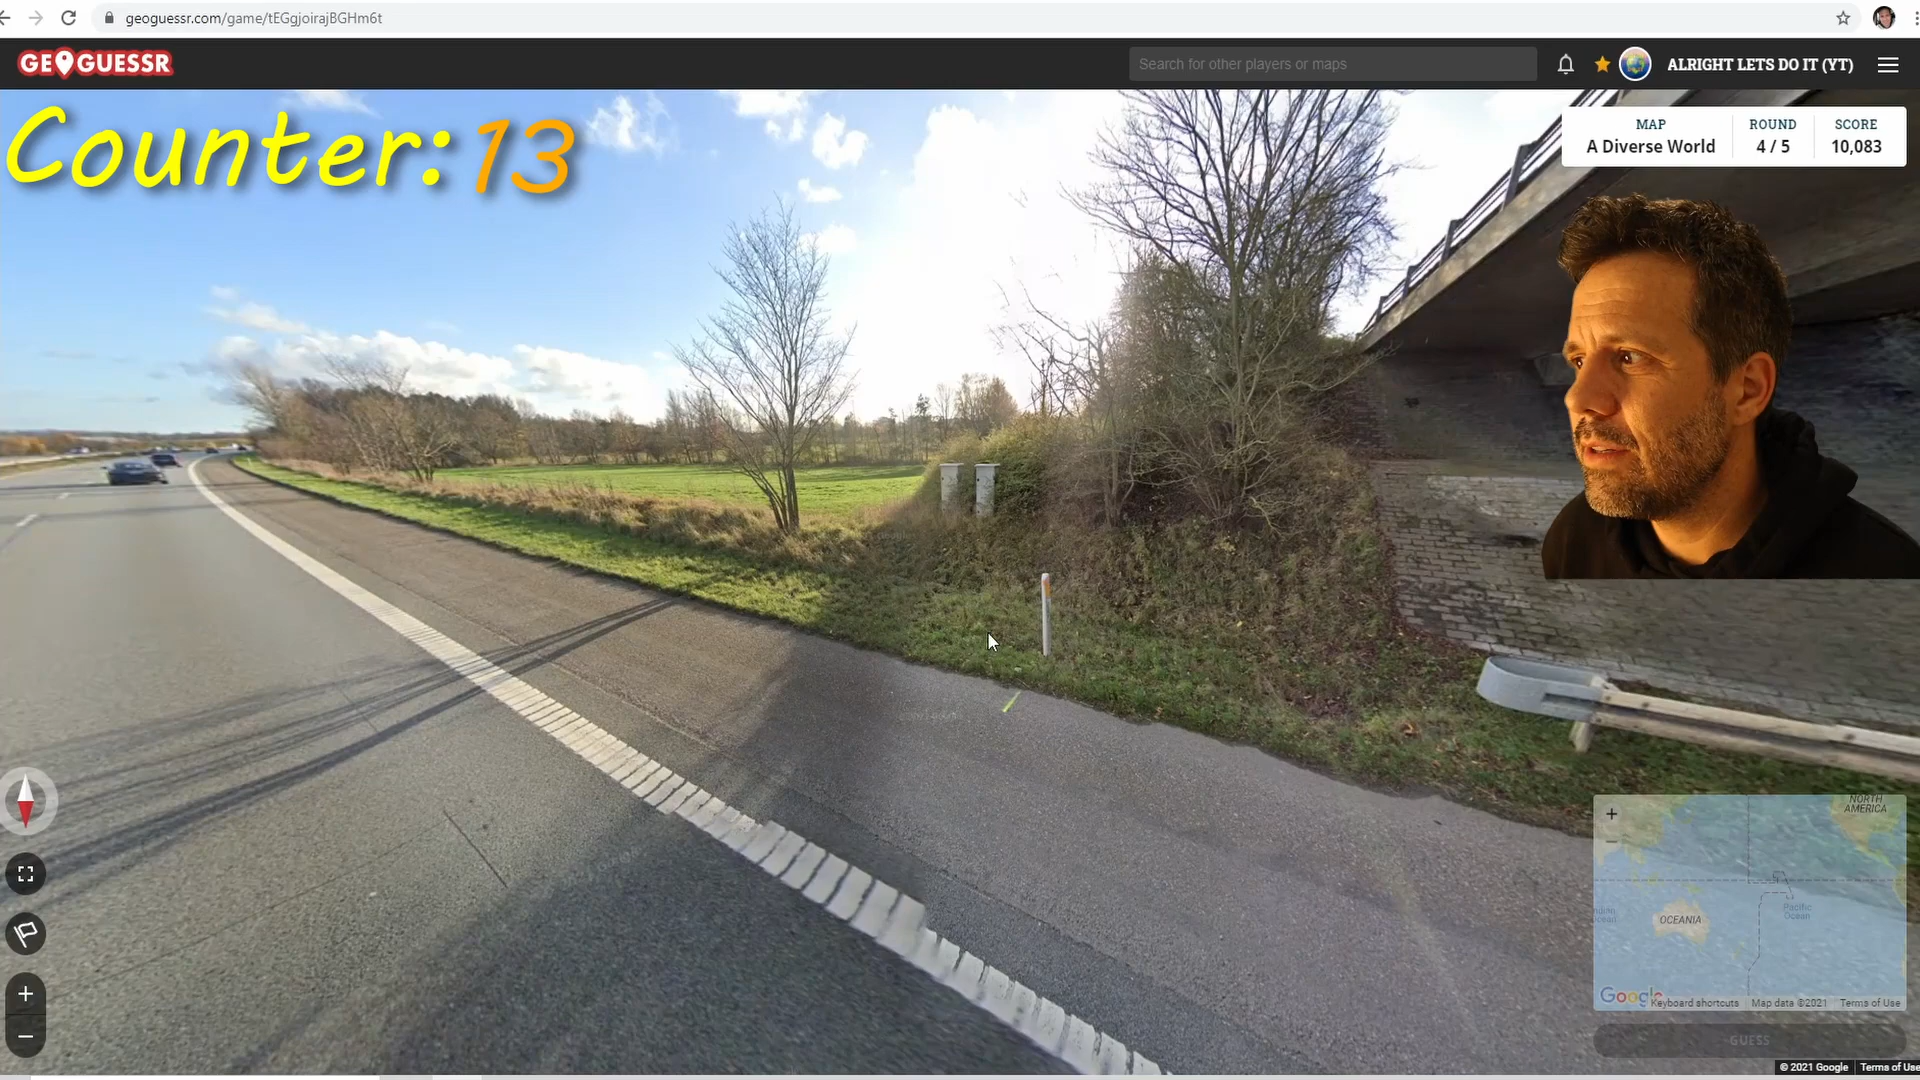 geoguessr.com/game/tEGgjoirajBGHm6t
GEOGUESSR
Search for other players or maps
ALRIGHT LETS DO IT (YT)
Counter: 13
MAP
A Diverse World
ROUND
4 / 5
SCORE
10,083
NORTH
AMERICA
OCEANIA
Pacific
Ocean
Google
Keyboard shortcuts
Map data ©2021
Terms of Use
GUESS
© 2021 Google
Terms of Use